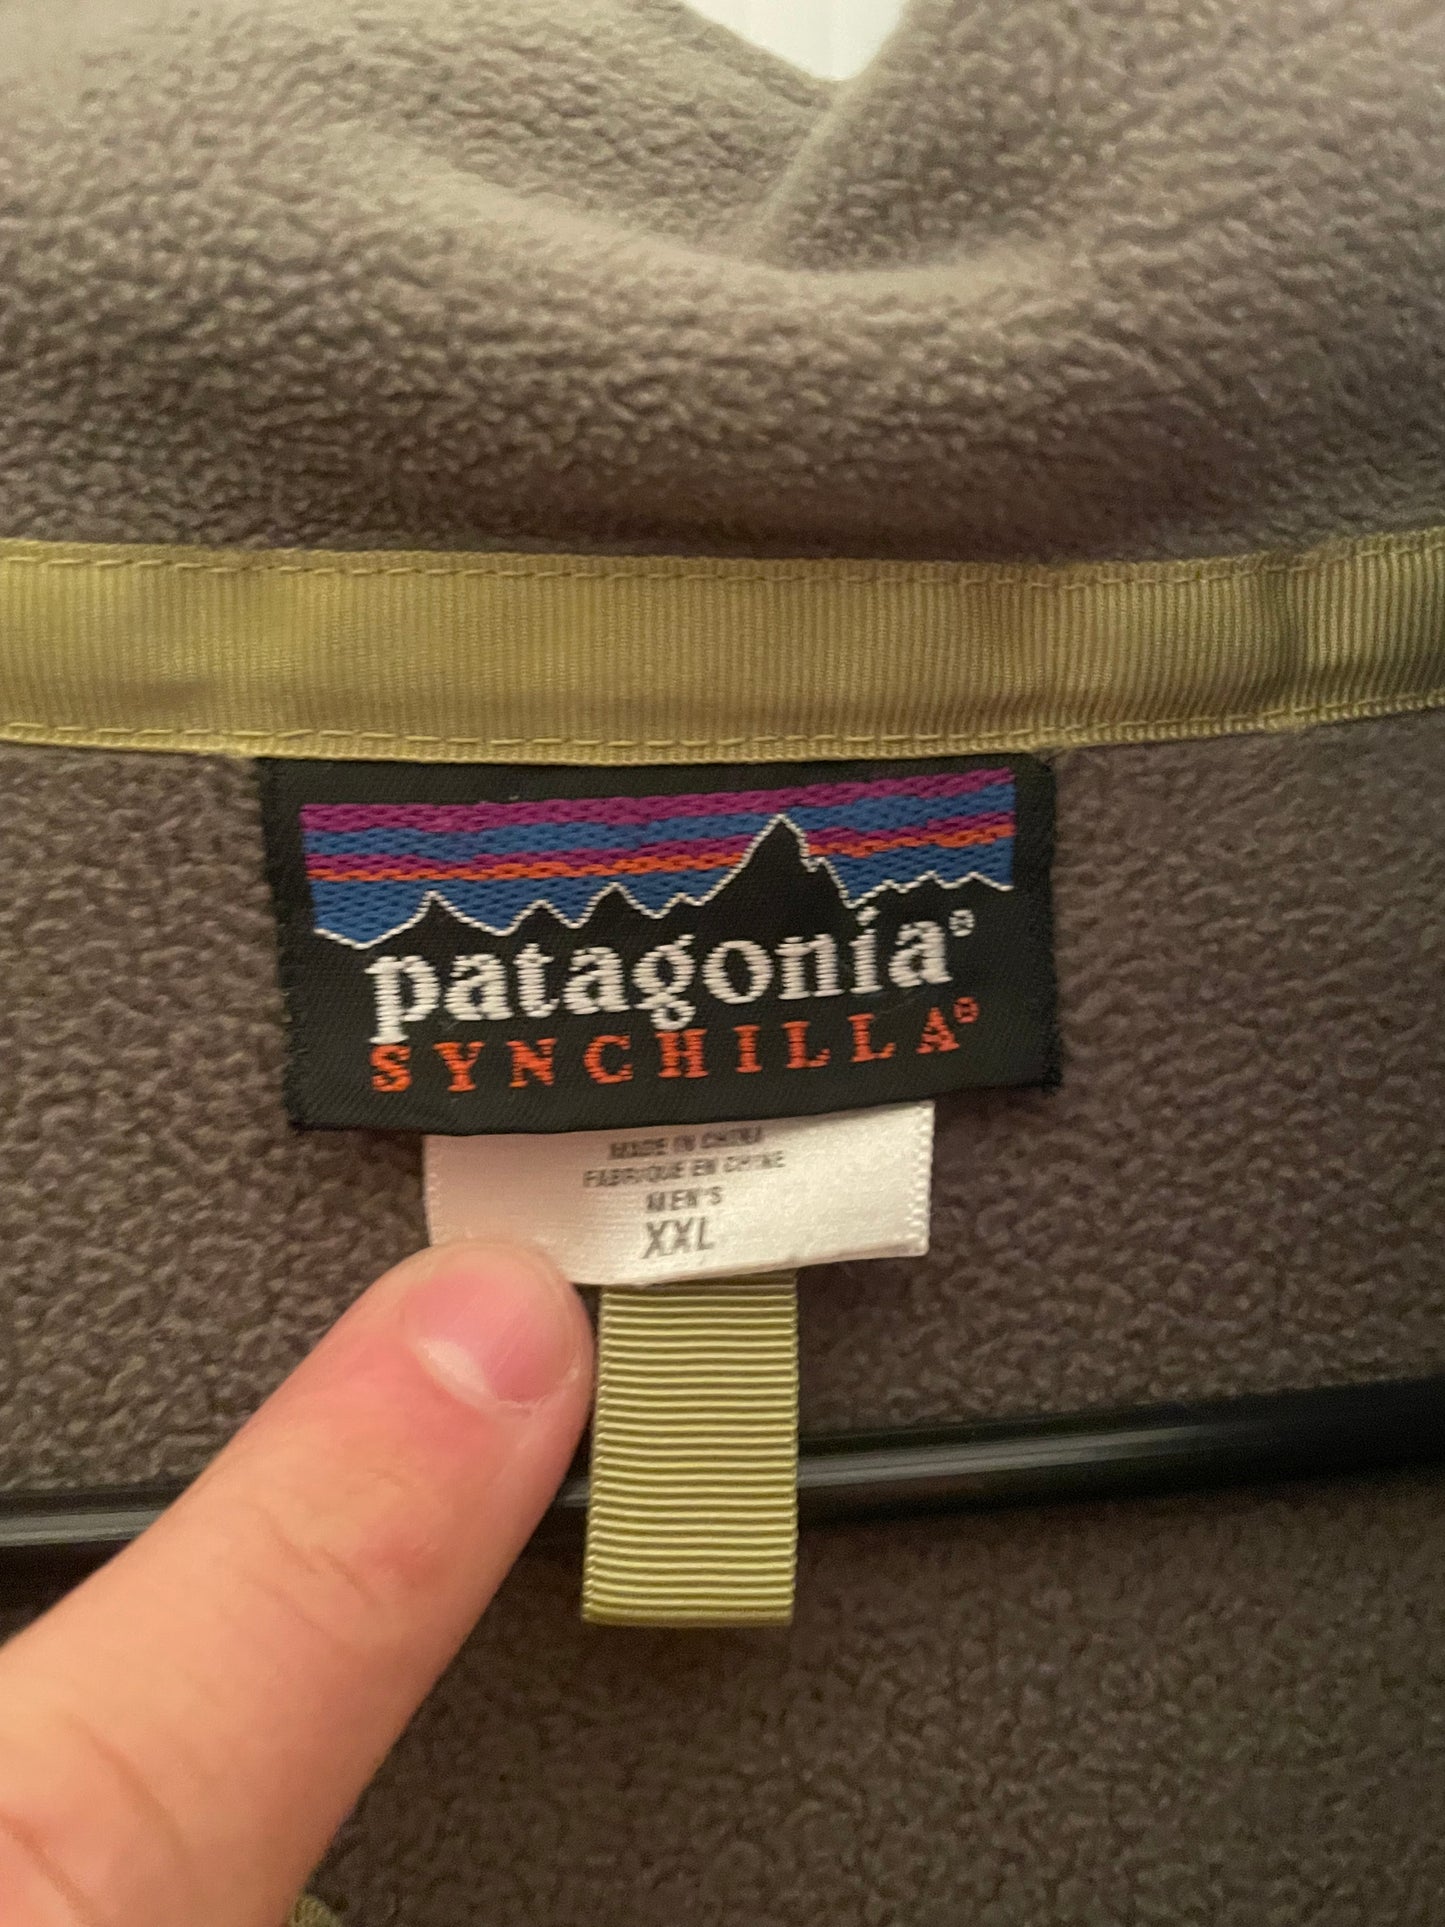 patagonia®
SYNCHILLA®
MADE IN CHINA
FABRIQUE EN CHINE
MEN'S
XXL